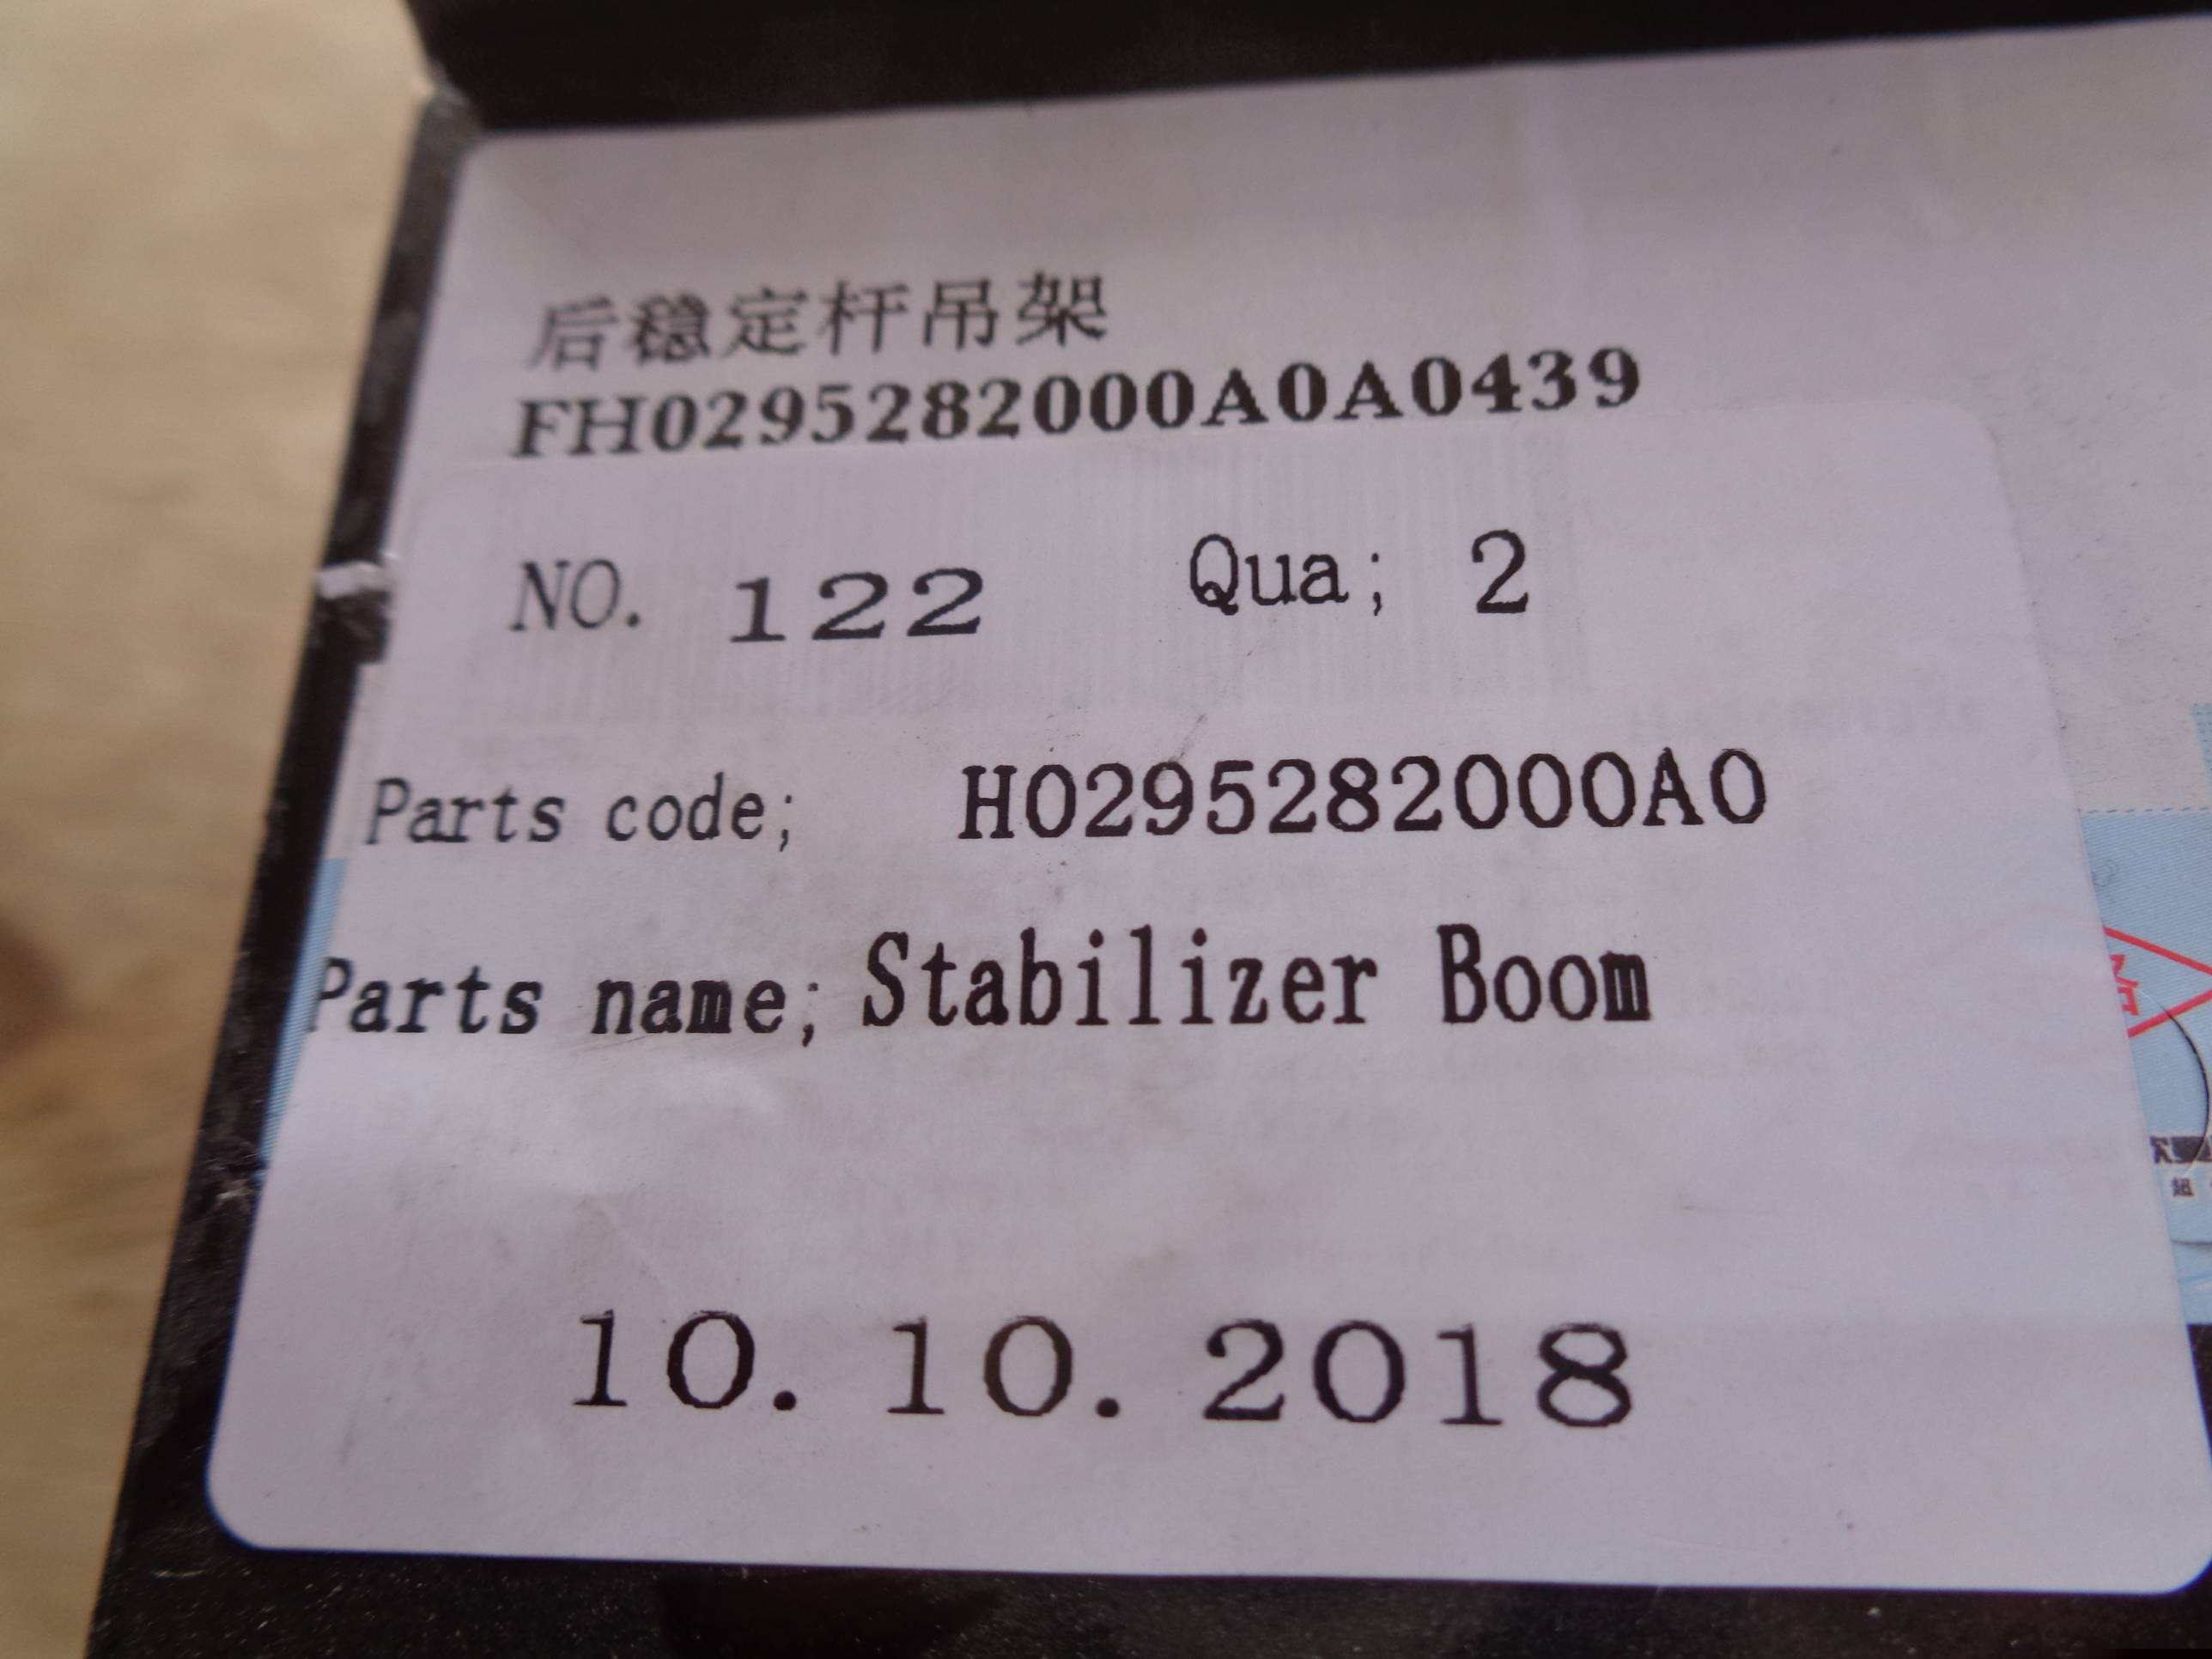 后稳定杆吊架
FH0295282000A0A0439
NO. 122 Qua; 2
Parts code; H0295282000A0
Parts name; Stabilizer Boom
10. 10. 2018